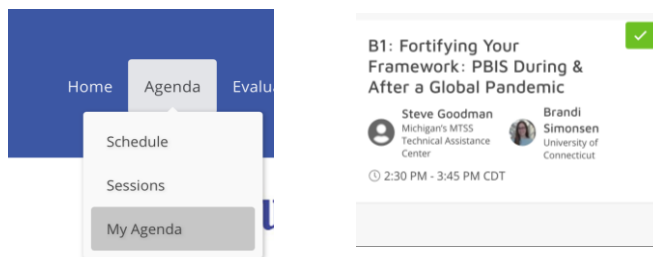 Home Agenda
Schedule
Sessions
My Agenda
B1: Fortifying Your
Framework: PBIS During &
After a Global Pandemic
Steve Goodman
Michigan's MTSS
Technical Assistance
Center
Brandi
Simonsen
University of
Connecticut
2:30 PM - 3:45 PM CDT